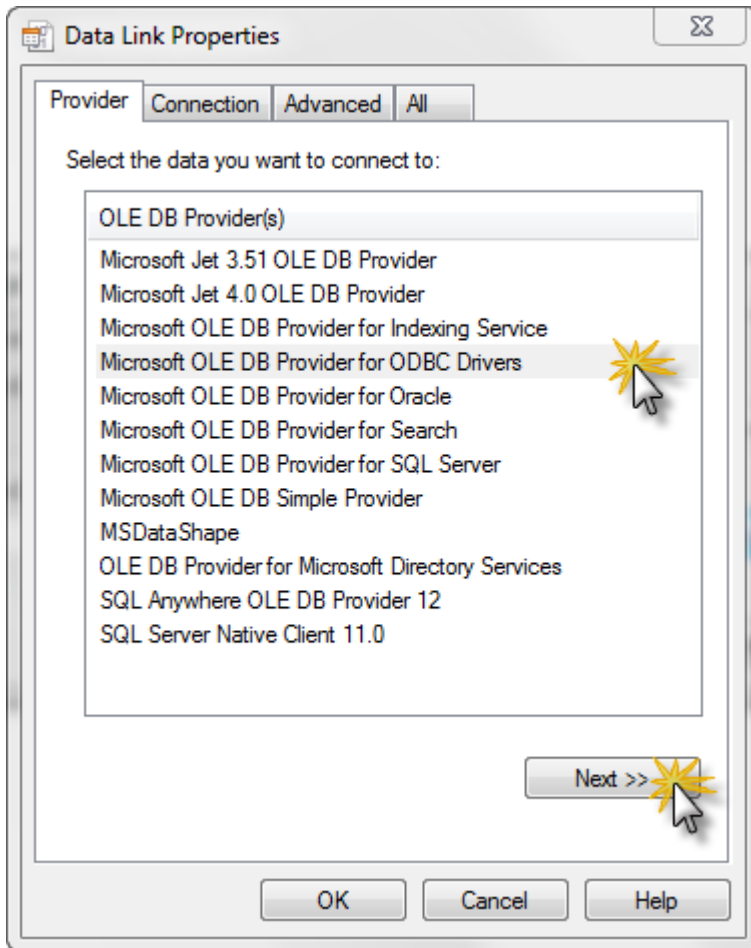 Data Link Properties
Provider Connection Advanced All
Select the data you want to connect to:
OLE DB Provider(s)
Microsoft Jet 3.51 OLE DB Provider
Microsoft Jet 4.0 OLE DB Provider
Microsoft OLE DB Provider for Indexing Service
Microsoft OLE DB Provider for ODBC Drivers
Microsoft OLE DB Provider for Oracle
Microsoft OLE DB Provider for Search
Microsoft OLE DB Provider for SQL Server
Microsoft OLE DB Simple Provider
MSDataShape
OLE DB Provider for Microsoft Directory Services
SQL Anywhere OLE DB Provider 12
SQL Server Native Client 11.0
Next >>
OK Cancel Help